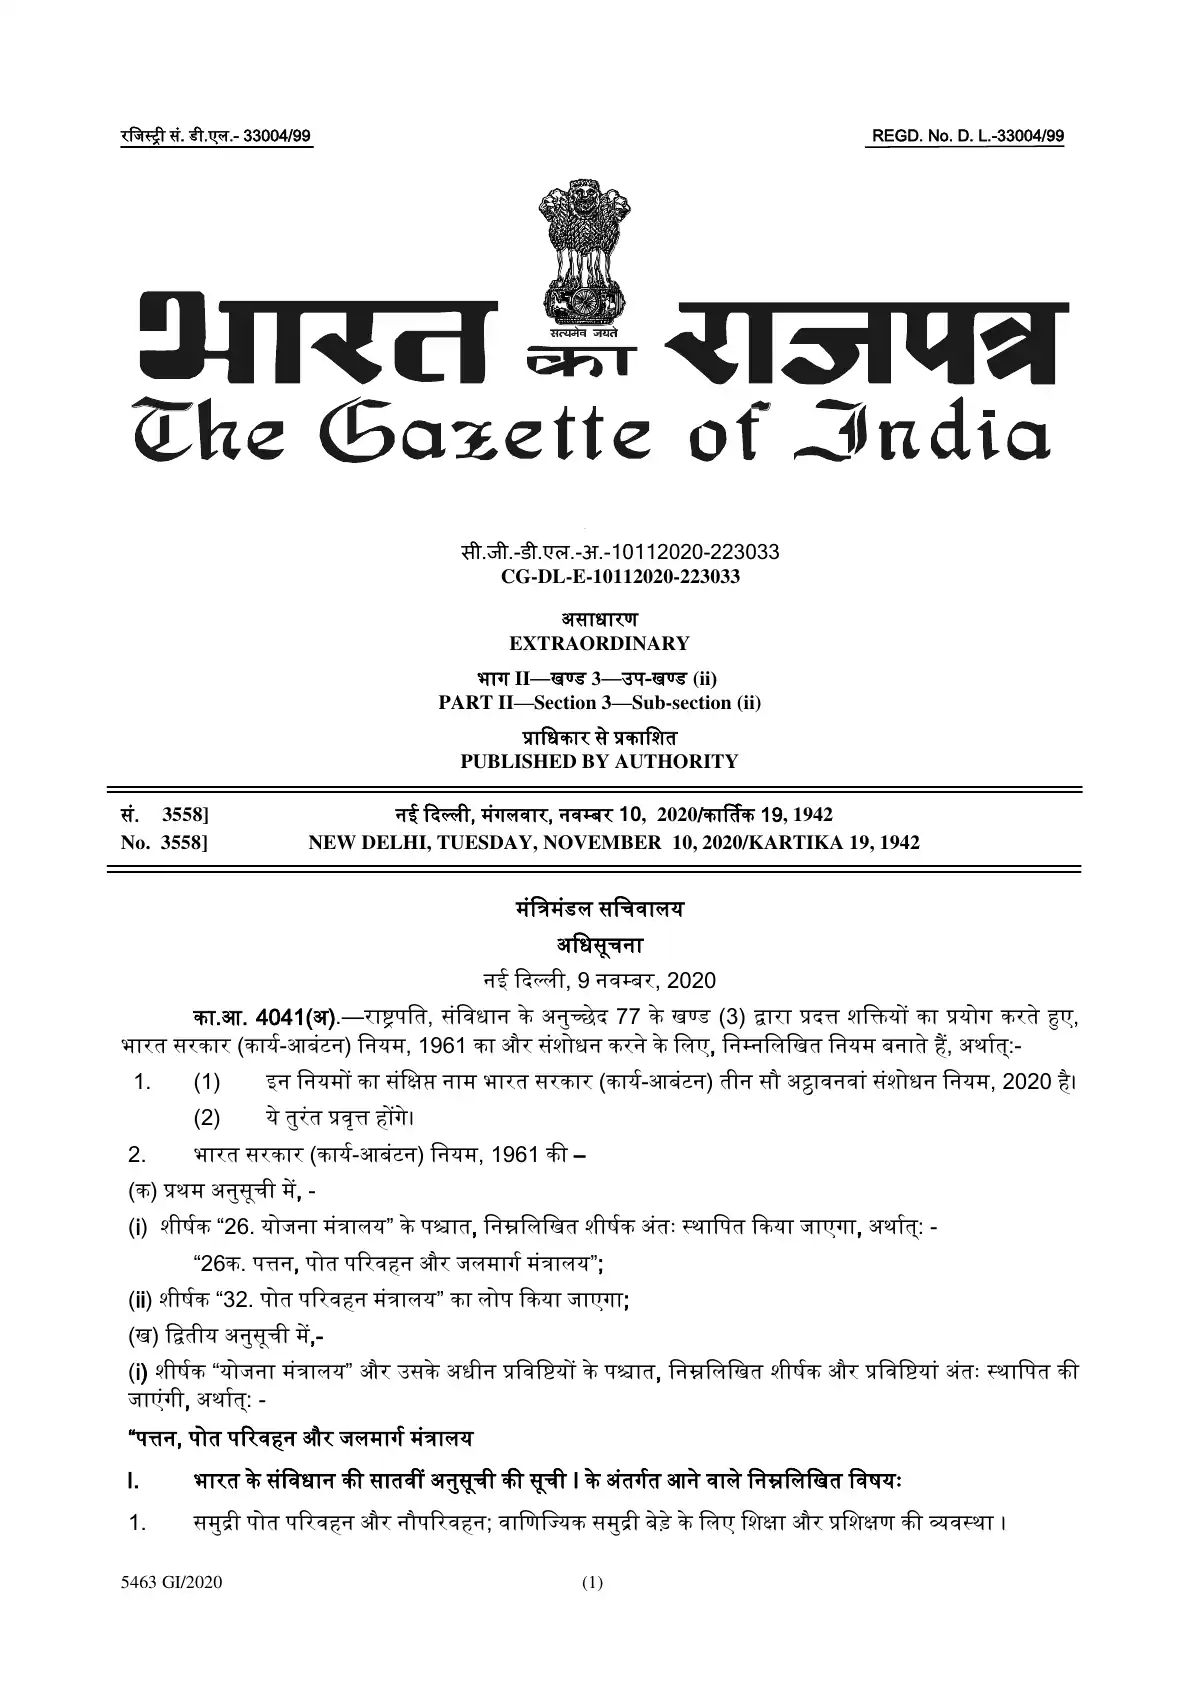 रजिस्ट्री सं. डी.एल.- 33004/99
REGD. No. D. L.-33004/99
सत्यमेव जयते
भारत का राजपत्र
The Gazette of India
सी.जी.-डी.एल.-अ.-10112020-223033
CG-DL-E-10112020-223033
असाधारण
EXTRAORDINARY
भाग II—खण्ड 3—उप-खण्ड (ii)
PART II—Section 3—Sub-section (ii)
प्राधिकार से प्रकाशित
PUBLISHED BY AUTHORITY
सं. 3558] नई दिल्ली, मंगलवार, नवम्बर 10, 2020/कार्तिक 19, 1942
No. 3558] NEW DELHI, TUESDAY, NOVEMBER 10, 2020/KARTIKA 19, 1942
मंत्रिमंडल सचिवालय
अधिसूचना
नई दिल्ली, 9 नवम्बर, 2020
का.आ. 4041(अ).—राष्ट्रपति, संविधान के अनुच्छेद 77 के खण्ड (3) द्वारा प्रदत्त शक्तियों का प्रयोग करते हुए,
भारत सरकार (कार्य-आबंटन) नियम, 1961 का और संशोधन करने के लिए, निम्नलिखित नियम बनाते हैं, अर्थात्:-
1. (1) इन नियमों का संक्षिप्त नाम भारत सरकार (कार्य-आबंटन) तीन सौ अट्ठावनवां संशोधन नियम, 2020 है।
(2) ये तुरंत प्रवृत्त होंगे।
2. भारत सरकार (कार्य-आबंटन) नियम, 1961 की –
(क) प्रथम अनुसूची में, -
(i) शीर्षक “26. योजना मंत्रालय” के पश्चात, निम्नलिखित शीर्षक अंतः स्थापित किया जाएगा, अर्थात्: -
“26क. पत्तन, पोत परिवहन और जलमार्ग मंत्रालय”;
(ii) शीर्षक “32. पोत परिवहन मंत्रालय” का लोप किया जाएगा;
(ख) द्वितीय अनुसूची में,-
(i) शीर्षक “योजना मंत्रालय” और उसके अधीन प्रविष्टियों के पश्चात, निम्नलिखित शीर्षक और प्रविष्टियां अंतः स्थापित की
जाएंगी, अर्थात्: -
“पत्तन, पोत परिवहन और जलमार्ग मंत्रालय
I. भारत के संविधान की सातवीं अनुसूची की सूची I के अंतर्गत आने वाले निम्नलिखित विषयः
1. समुद्री पोत परिवहन और नौपरिवहन; वाणिज्यिक समुद्री बेड़े के लिए शिक्षा और प्रशिक्षण की व्यवस्था ।
5463 GI/2020 (1)